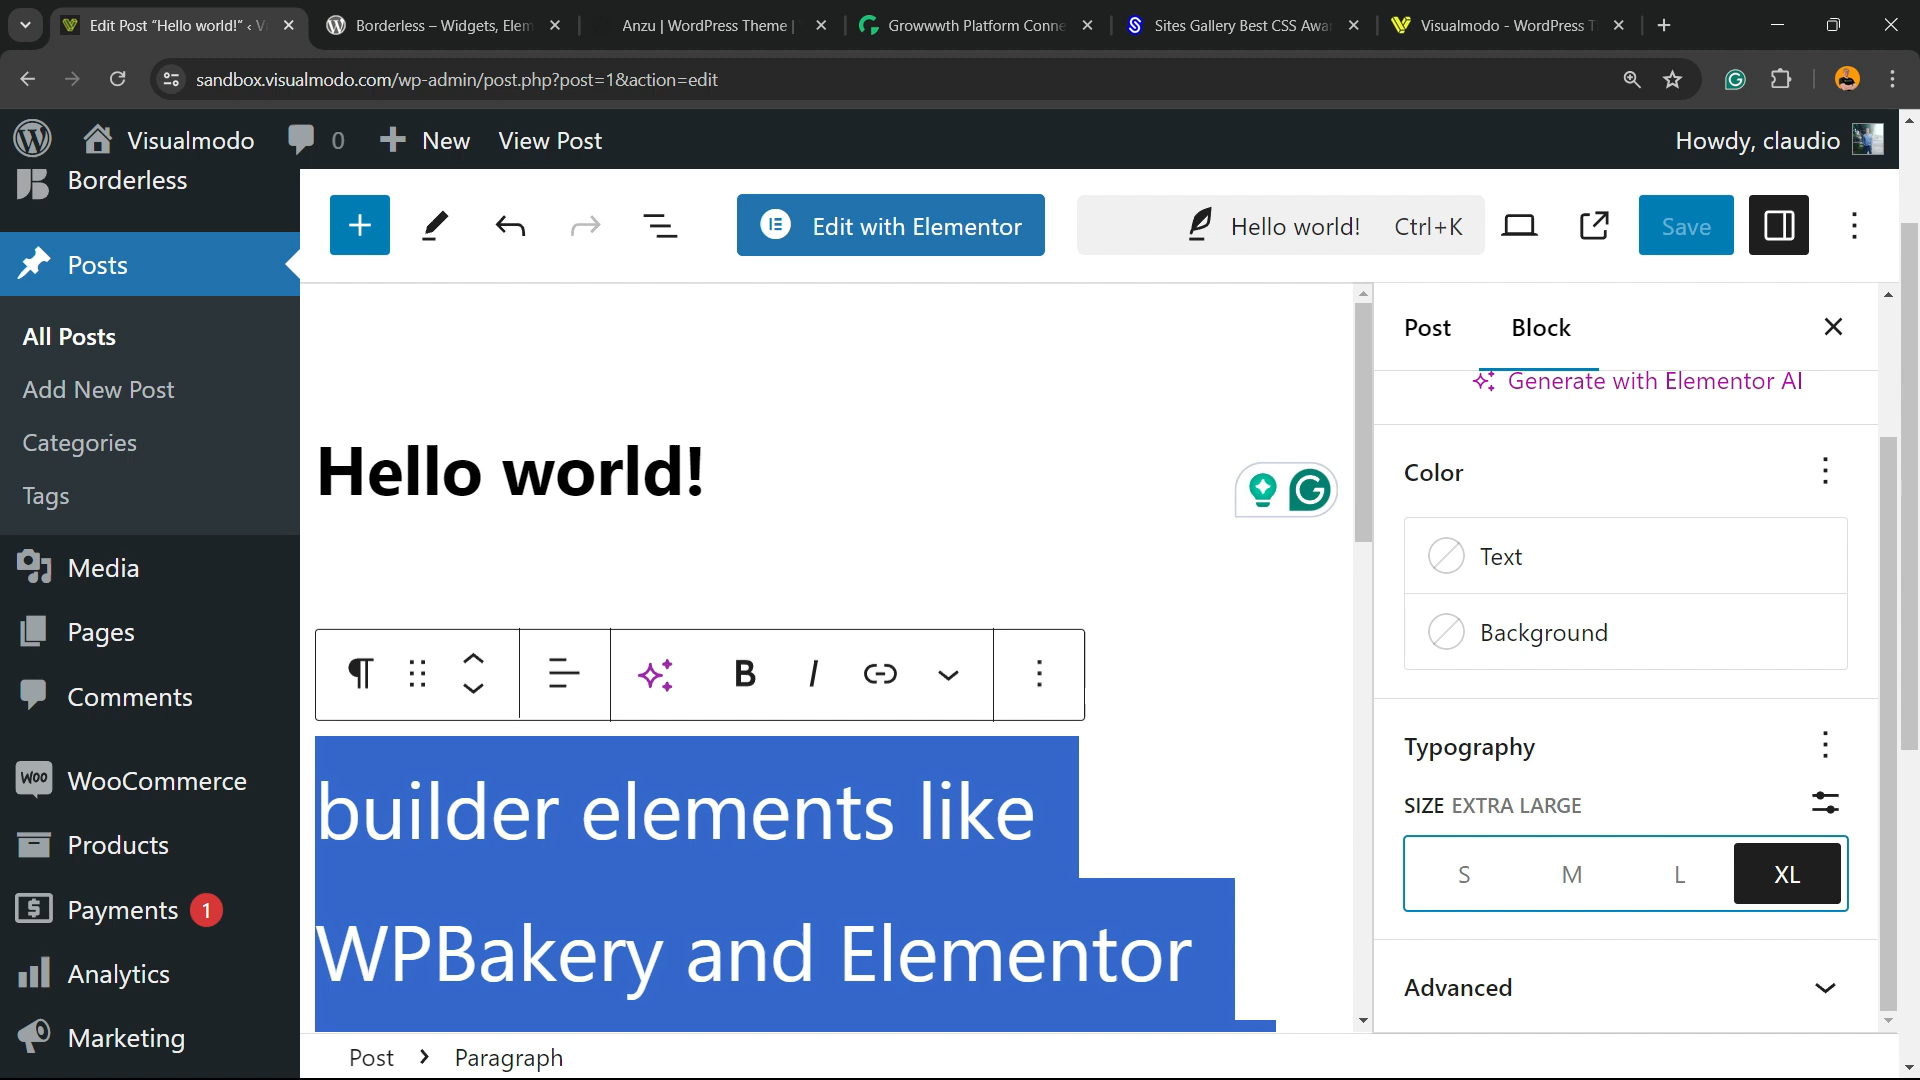 Edit Post “Hello world!” ‹ V
Borderless – Widgets, Elem
Anzu | WordPress Theme |
Growwwth Platform Conne
Sites Gallery Best CSS Awa
Visualmodo - WordPress T
sandbox.visualmodo.com/wp-admin/post.php?post=1&action=edit
Visualmodo
0
New
View Post
Howdy, claudio
Borderless
Posts
All Posts
Add New Post
Categories
Tags
Media
Pages
Comments
WooCommerce
Products
Payments 1
Analytics
Marketing
Edit with Elementor
Hello world! Ctrl+K
Save
Hello world!
B I
builder elements like
WPBakery and Elementor
Post > Paragraph
Post Block
Generate with Elementor AI
Color
Text
Background
Typography
SIZE EXTRA LARGE
S M L XL
Advanced